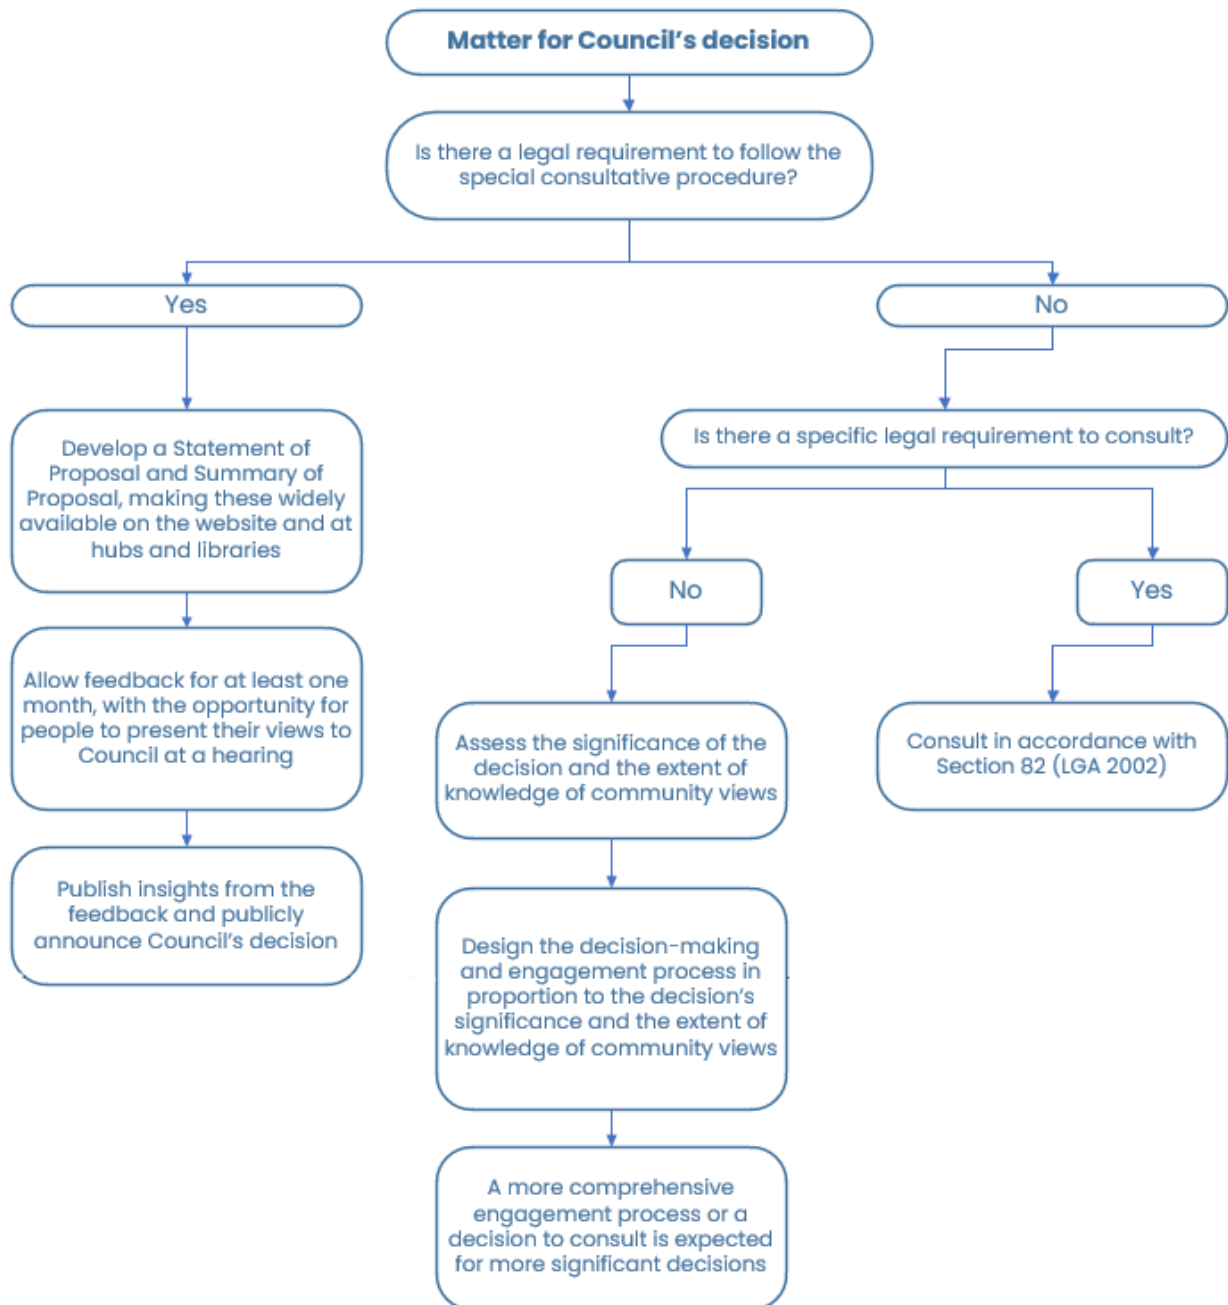 Matter for Council's decision
Is there a legal requirement to follow the
special consultative procedure?
Yes
No
Develop a Statement of
Proposal and Summary of
Proposal, making these widely
available on the website and at
hubs and libraries
Is there a specific legal requirement to consult?
No
Yes
Allow feedback for at least one
month, with the opportunity for
people to present their views to
Council at a hearing
Assess the significance of the
decision and the extent of
knowledge of community views
Consult in accordance with
Section 82 (LGA 2002)
Publish insights from the
feedback and publicly
announce Council's decision
Design the decision-making
and engagement process in
proportion to the decision's
significance and the extent of
knowledge of community views
A more comprehensive
engagement process or a
decision to consult is expected
for more significant decisions